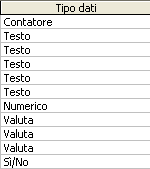 Tipo dati
Contatore
Testo
Testo
Testo
Testo
Testo
Numerico
Valuta
Valuta
Valuta
Sì/No